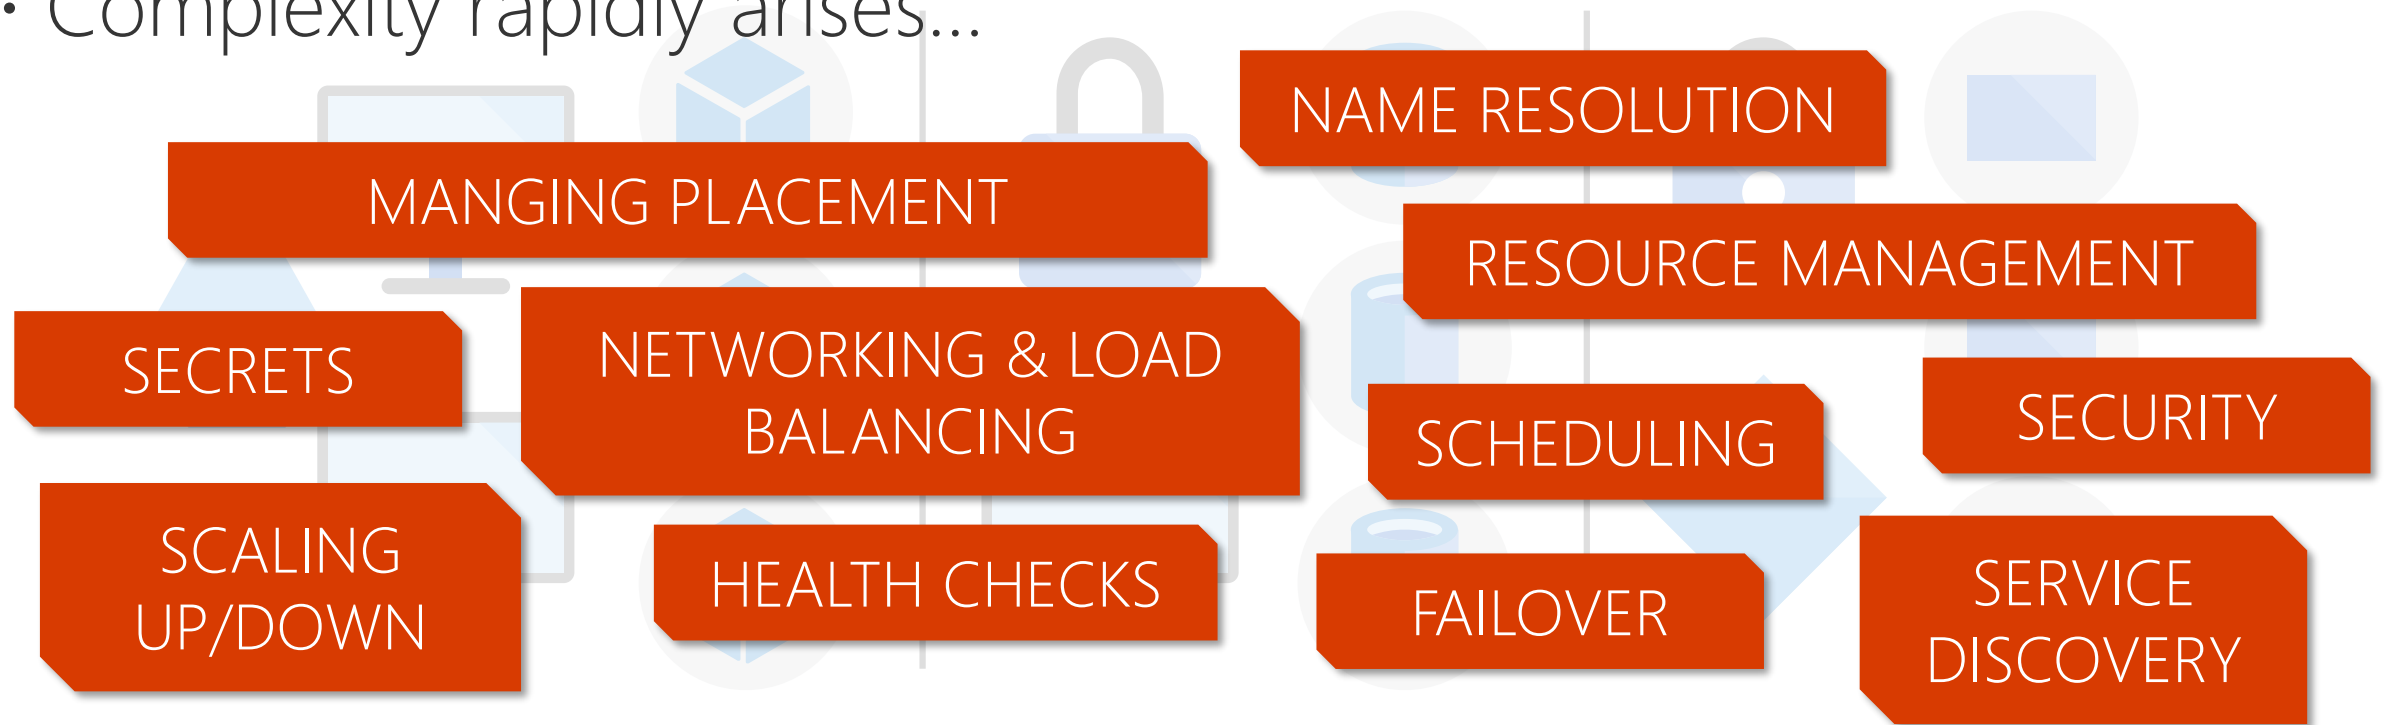 • Complexity rapidly arises...
NAME RESOLUTION
MANGING PLACEMENT
RESOURCE MANAGEMENT
SECRETS
NETWORKING & LOAD
BALANCING
SCHEDULING
SECURITY
SCALING
UP/DOWN
HEALTH CHECKS
FAILOVER
SERVICE
DISCOVERY